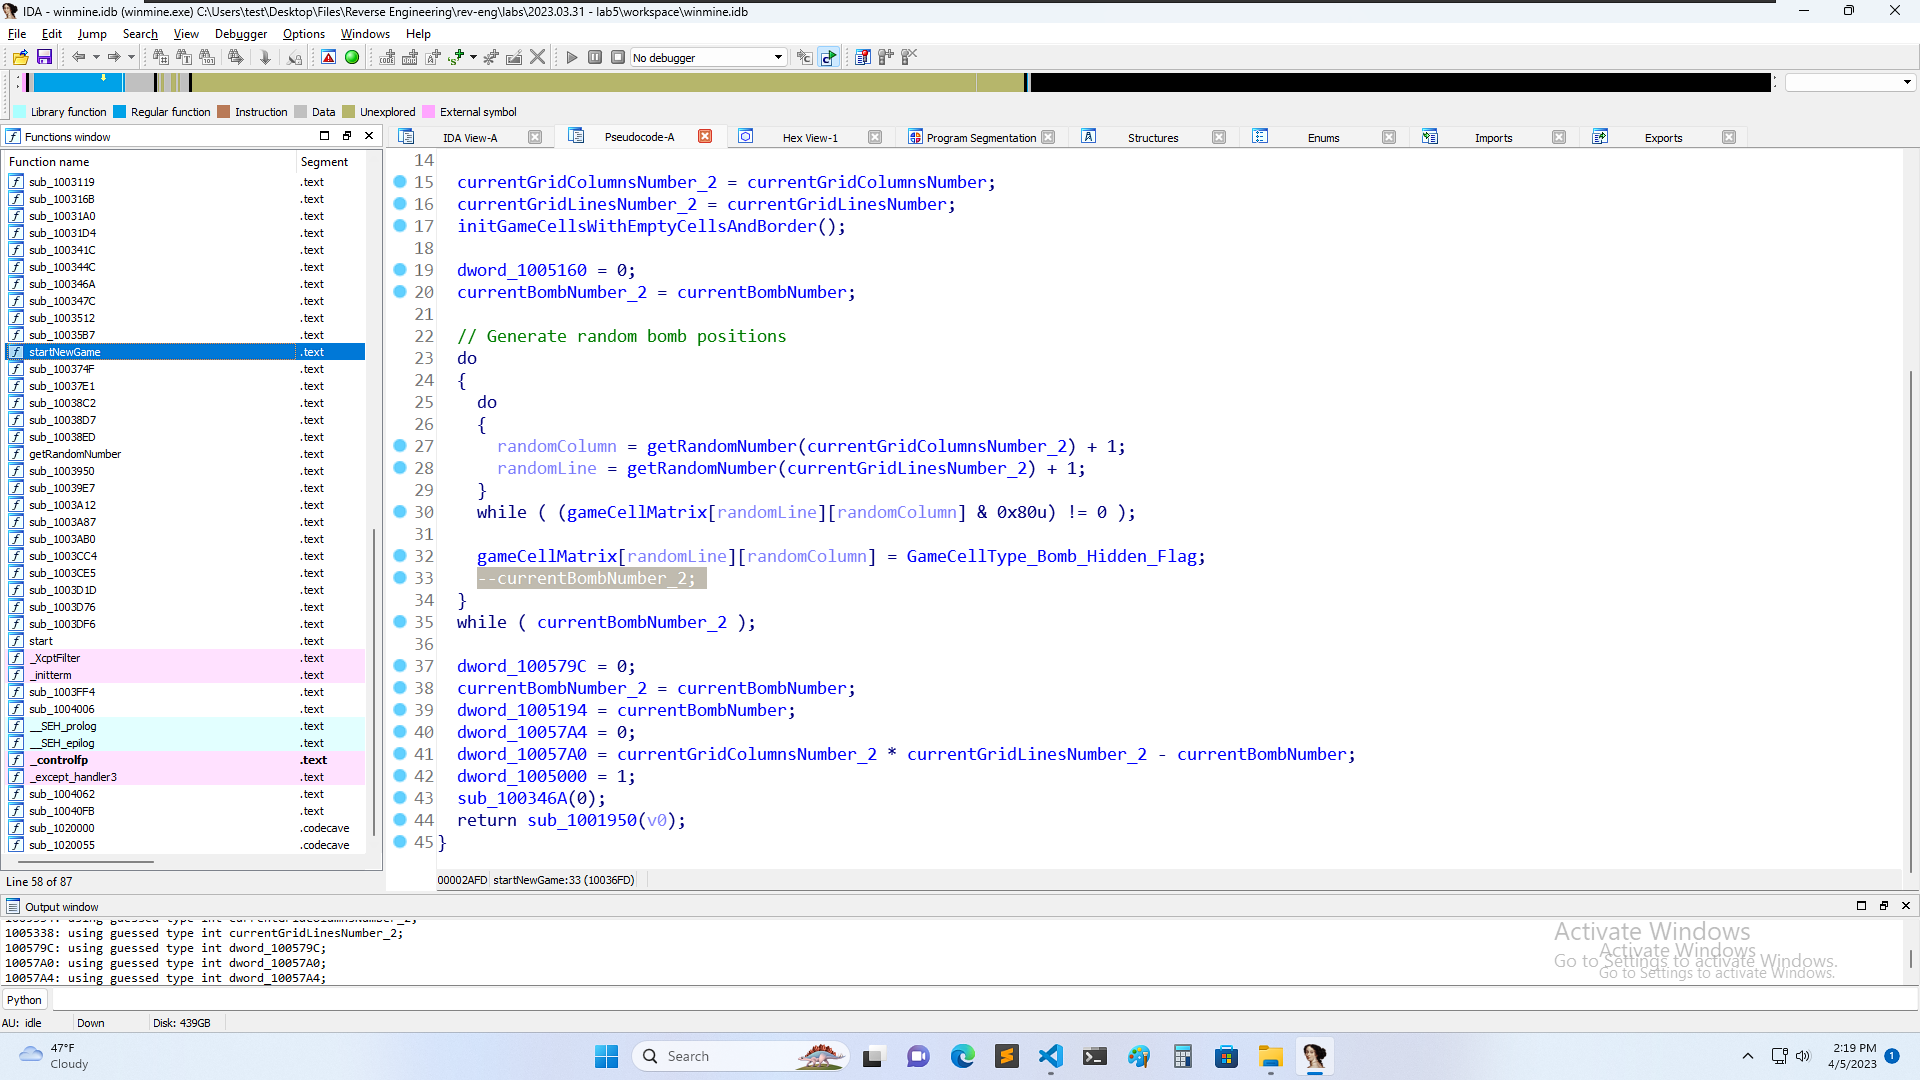 IDA - winmine.idb (winmine.exe) C:\Users\test\Desktop\Files\Reverse Engineering\rev-eng\labs\2023.03.31 - lab5\workspace\winmine.idb
File Edit Jump Search View Debugger Options Windows Help
No debugger
Library function Regular function Instruction Data Unexplored External symbol
Functions window
IDA View-A Pseudocode-A Hex View-1 Program Segmentation Structures Enums Imports Exports
Function name Segment
sub_1003119 .text
sub_100316B .text
sub_10031A0 .text
sub_10031D4 .text
sub_100341C .text
sub_100344C .text
sub_100346A .text
sub_100347C .text
sub_1003512 .text
sub_10035B7 .text
startNewGame .text
sub_100374F .text
sub_10037E1 .text
sub_10038C2 .text
sub_10038D7 .text
sub_10038ED .text
getRandomNumber .text
sub_1003950 .text
sub_10039E7 .text
sub_1003A12 .text
sub_1003A87 .text
sub_1003AB0 .text
sub_1003CC4 .text
sub_1003CE5 .text
sub_1003D1D .text
sub_1003D76 .text
sub_1003DF6 .text
start .text
_XcptFilter .text
_initterm .text
sub_1003FF4 .text
sub_1004006 .text
__SEH_prolog .text
__SEH_epilog .text
_controlfp .text
_except_handler3 .text
sub_1004062 .text
sub_10040FB .text
sub_1020000 .codecave
sub_1020055 .codecave
Line 58 of 87
14
15 currentGridColumnsNumber_2 = currentGridColumnsNumber;
16 currentGridLinesNumber_2 = currentGridLinesNumber;
17 initGameCellsWithEmptyCellsAndBorder();
18
19 dword_1005160 = 0;
20 currentBombNumber_2 = currentBombNumber;
21
22 // Generate random bomb positions
23 do
24 {
25 do
26 {
27 randomColumn = getRandomNumber(currentGridColumnsNumber_2) + 1;
28 randomLine = getRandomNumber(currentGridLinesNumber_2) + 1;
29 }
30 while ( (gameCellMatrix[randomLine][randomColumn] & 0x80u) != 0 );
31
32 gameCellMatrix[randomLine][randomColumn] = GameCellType_Bomb_Hidden_Flag;
33 --currentBombNumber_2;
34 }
35 while ( currentBombNumber_2 );
36
37 dword_100579C = 0;
38 currentBombNumber_2 = currentBombNumber;
39 dword_1005194 = currentBombNumber;
40 dword_10057A4 = 0;
41 dword_10057A0 = currentGridColumnsNumber_2 * currentGridLinesNumber_2 - currentBombNumber;
42 dword_1005000 = 1;
43 sub_100346A(0);
44 return sub_1001950(v0);
45 }
00002AFD startNewGame:33 (10036FD)
Output window
1005338: using guessed type int currentGridLinesNumber_2;
100579C: using guessed type int dword_100579C;
10057A0: using guessed type int dword_10057A0;
10057A4: using guessed type int dword_10057A4;
Activate Windows
Activate Windows
Go to Settings to activate Windows.
Go to Settings to activate Windows.
Python
AU: idle Down Disk: 439GB
47°F
Cloudy
Search
2:19 PM
4/5/2023
1